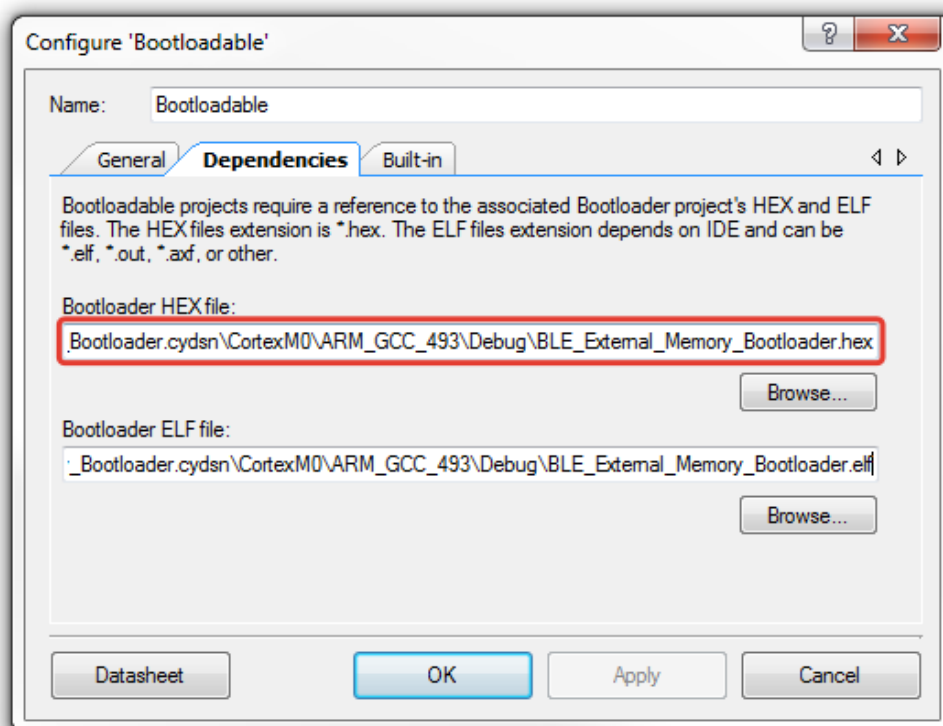 Configure 'Bootloadable'
Name: Bootloadable
General Dependencies Built-in
Bootloadable projects require a reference to the associated Bootloader project's HEX and ELF
files. The HEX files extension is *.hex. The ELF files extension depends on IDE and can be
*.elf, *.out, *.axf, or other.
Bootloader HEX file:
_Bootloader.cydsn\CortexM0\ARM_GCC_493\Debug\BLE_External_Memory_Bootloader.hex
Browse...
Bootloader ELF file:
_Bootloader.cydsn\CortexM0\ARM_GCC_493\Debug\BLE_External_Memory_Bootloader.elf
Browse...
Datasheet OK Apply Cancel